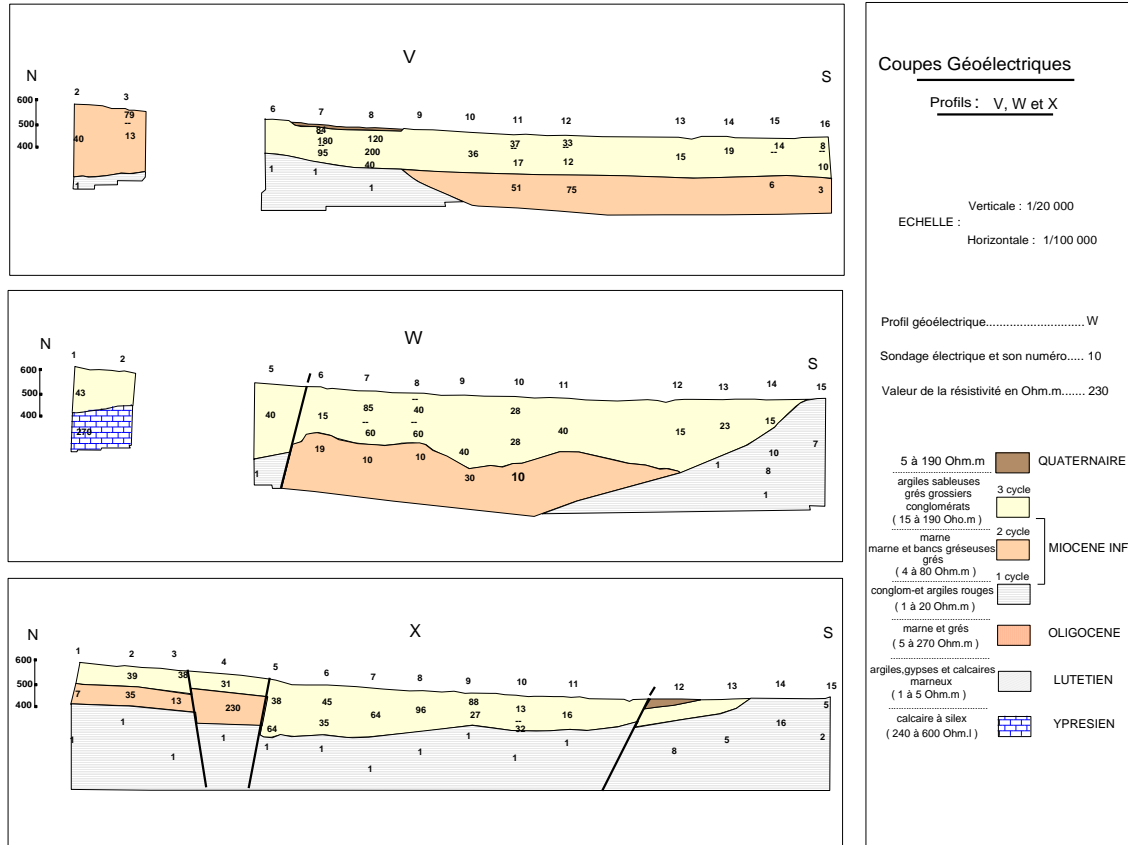 V
N
S
2 3
6 7 8 9 10 11 12 13 14 15 16
600
500
400
79
--
40
13
1
84
180
95
120
200
40
36
37
--
17
33
--
12
15
19
14
--
8
--
10
1 1 1
51 75 6 3
W
N
S
1 2
5 6 7 8 9 10 11 12 13 14 15
600
500
400
43
270
40 15
85
--
60
--
40
--
60
40
28
28
40
15 23 15
1 19 10 10 30 10
1 10 7
8
1
X
N
S
1 2 3 4 5 6 7 8 9 10 11 12 13 14 15
600
500
400
39 38 31
7 35 13 230
38 45
64
96
88
27
13
--
32
16
64 35
1 1 1 1 1 1 1 1 1 1 1
8 5 16
5
2
Coupes Géoélectriques
Profils : V, W et X
Verticale : 1/20 000
ECHELLE :
Horizontale : 1/100 000
Profil géoélectrique............................ W
Sondage électrique et son numéro..... 10
Valeur de la résistivité en Ohm.m....... 230
5 à 190 Ohm.m QUATERNAIRE
argiles sableuses
grés grossiers
conglomérats
( 15 à 190 Oho.m )
3 cycle
marne
marne et bancs gréseuses
grés
( 4 à 80 Ohm.m )
2 cycle
MIOCENE INF
1 cycle
conglom-et argiles rouges
( 1 à 20 Ohm.m )
marne et grés
( 5 à 270 Ohm.m )
OLIGOCENE
argiles,gypses et calcaires
marneux
( 1 à 5 Ohm.m )
LUTETIEN
calcaire à silex
( 240 à 600 Ohm.l )
YPRESIEN